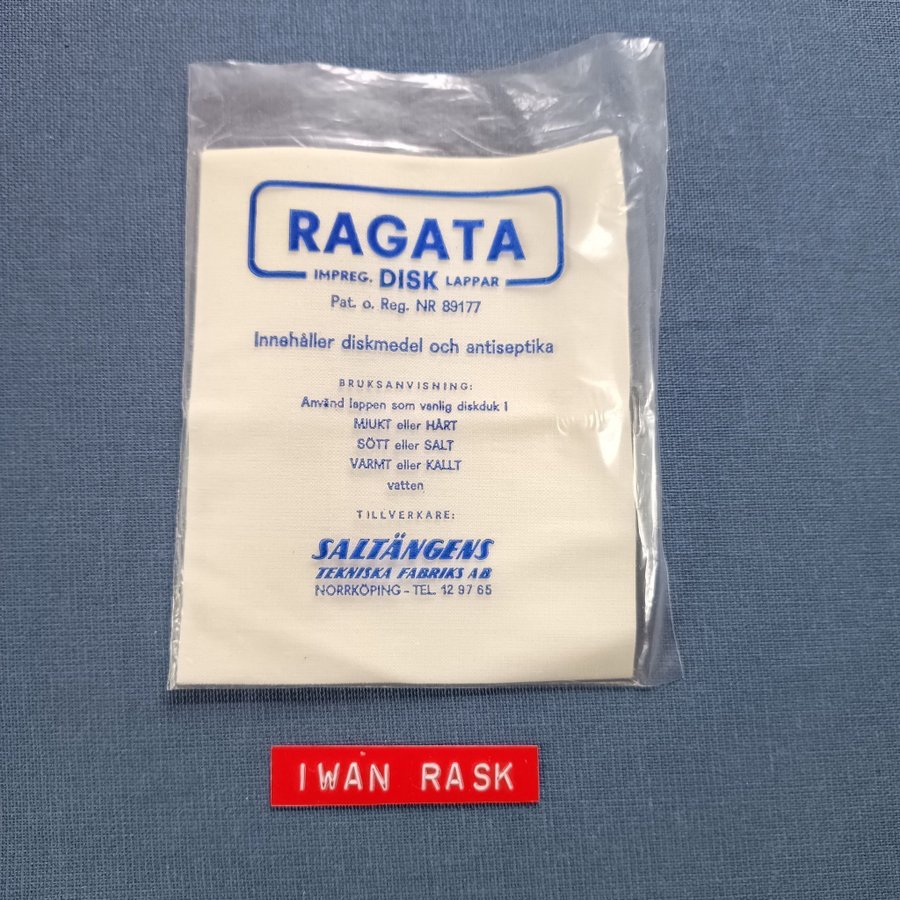 RAGATA
IMPREG. DISK LAPPAR
Pat. o. Reg. NR 89177
Innehåller diskmedel och antiseptika
BRUKSANVISNING:
Använd lappen som vanlig diskduk i
MJUKT eller HÅRT
SÖTT eller SALT
VARMT eller KALLT
vatten
TILLVERKARE:
SALTÄNGENS
TEKNISKA FABRIKS AB
NORRKÖPING - TEL. 12 97 65
IWAN RASK